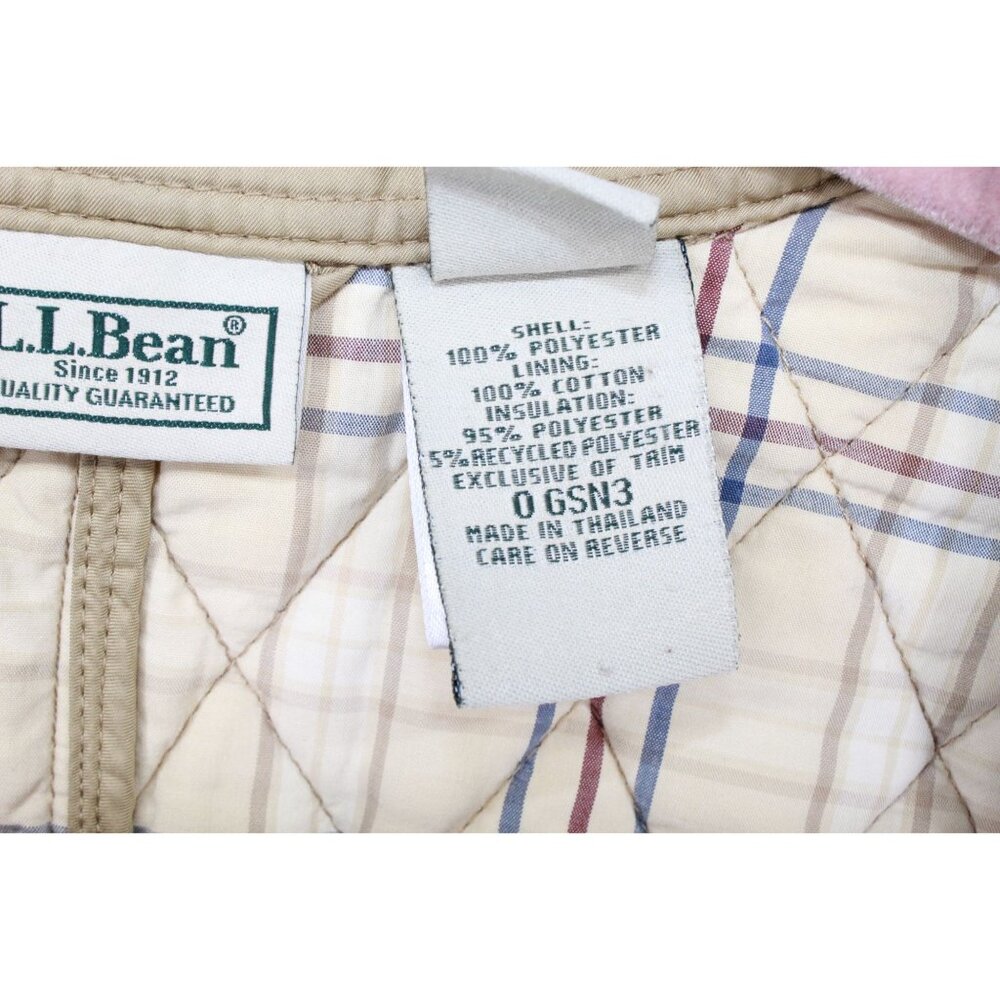 L.L.Bean®
Since 1912
QUALITY GUARANTEED
SHELL:
100% POLYESTER
LINING:
100% COTTON
INSULATION:
95% POLYESTER
5% RECYCLED POLYESTER
EXCLUSIVE OF TRIM
0 GSN3
MADE IN THAILAND
CARE ON REVERSE